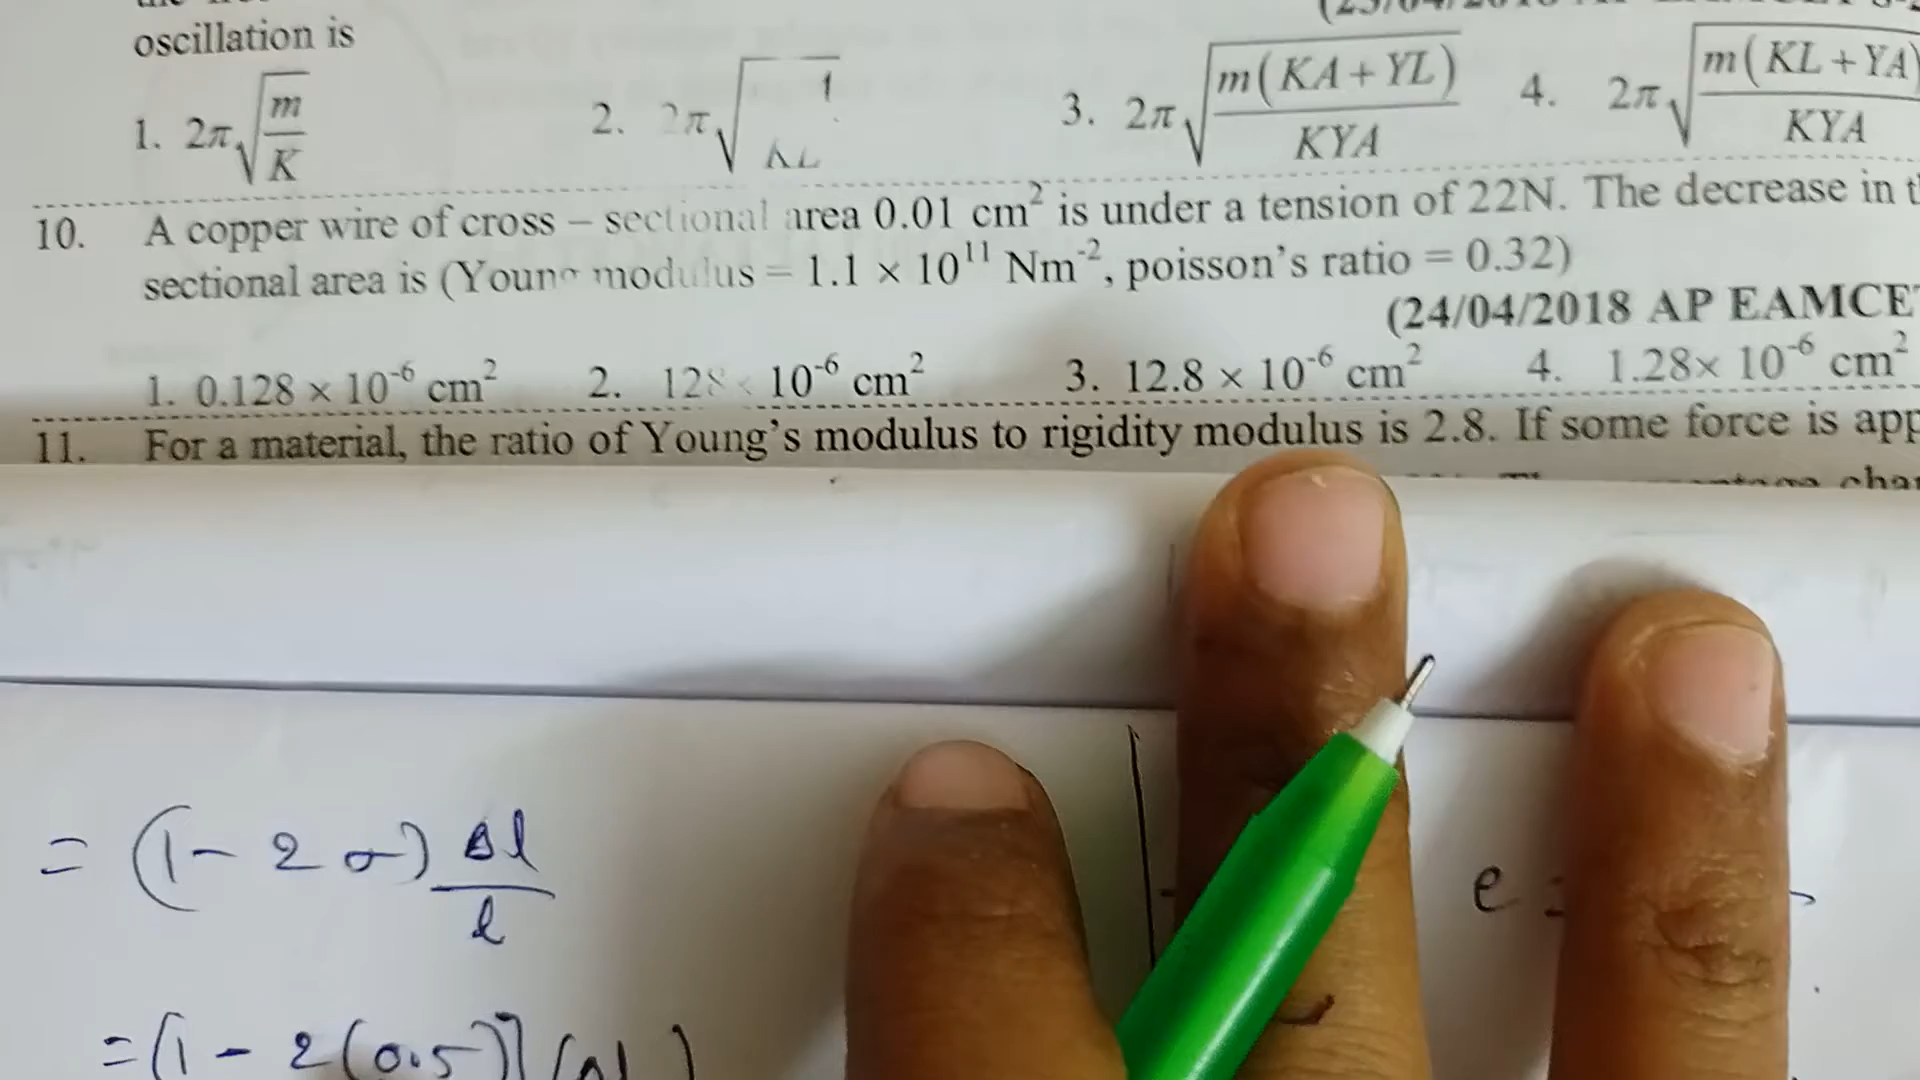 oscillation is
1. 2π√(m/K) 2. 2π√ 3. 2π√(m(KA+YL)/KYA) 4. 2π√(m(KL+YA)/KYA)
10. A copper wire of cross – sectional area 0.01 cm² is under a tension of 22N. The decrease in
sectional area is (Young modulus = 1.1 × 10¹¹ Nm⁻², poisson's ratio = 0.32)
(24/04/2018 AP EAMCE
1. 0.128 × 10⁻⁶ cm² 2. 128 × 10⁻⁶ cm² 3. 12.8 × 10⁻⁶ cm² 4. 1.28× 10⁻⁶ cm²
11. For a material, the ratio of Young's modulus to rigidity modulus is 2.8. If some force is app
= (1 - 2σ) Δl/l
e =
= (1 - 2(0.5)) (Δl